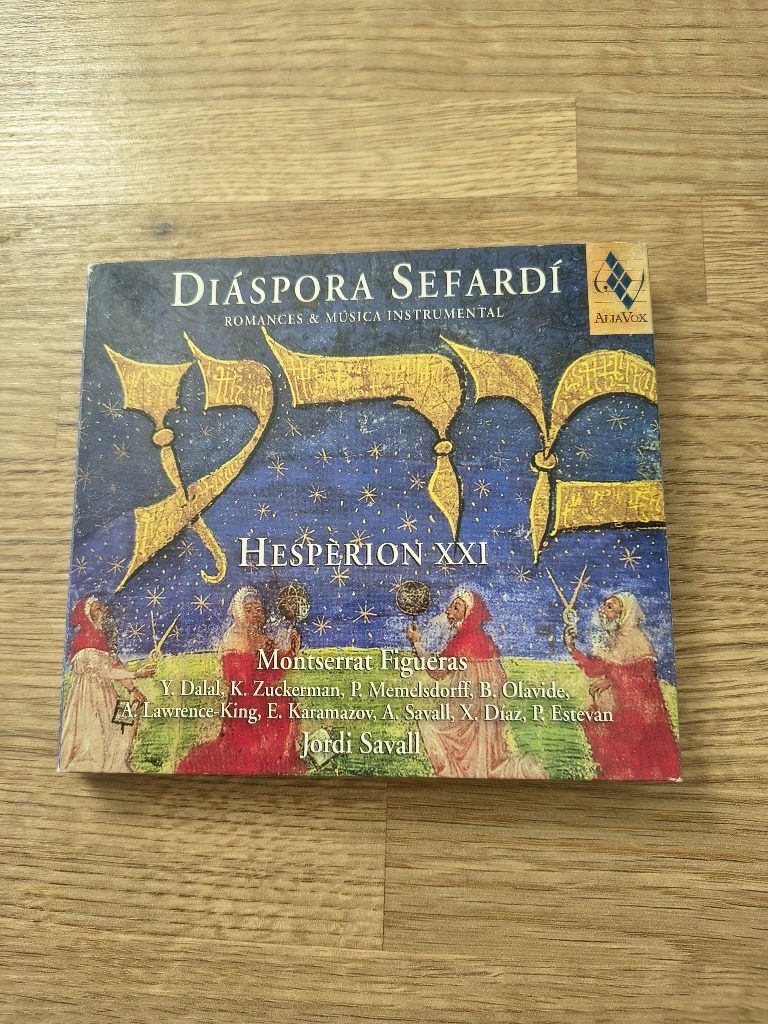 DIÁSPORA SEFARDÍ
ROMANCES & MÚSICA INSTRUMENTAL
ALIAVOX
HESPÈRION XXI
Montserrat Figueras
Y. Dalal, K. Zuckerman, P. Memelsdorff, B. Olavide,
A. Lawrence-King, E. Karamazov, A. Savall, X. Díaz, P. Estevan
Jordi Savall